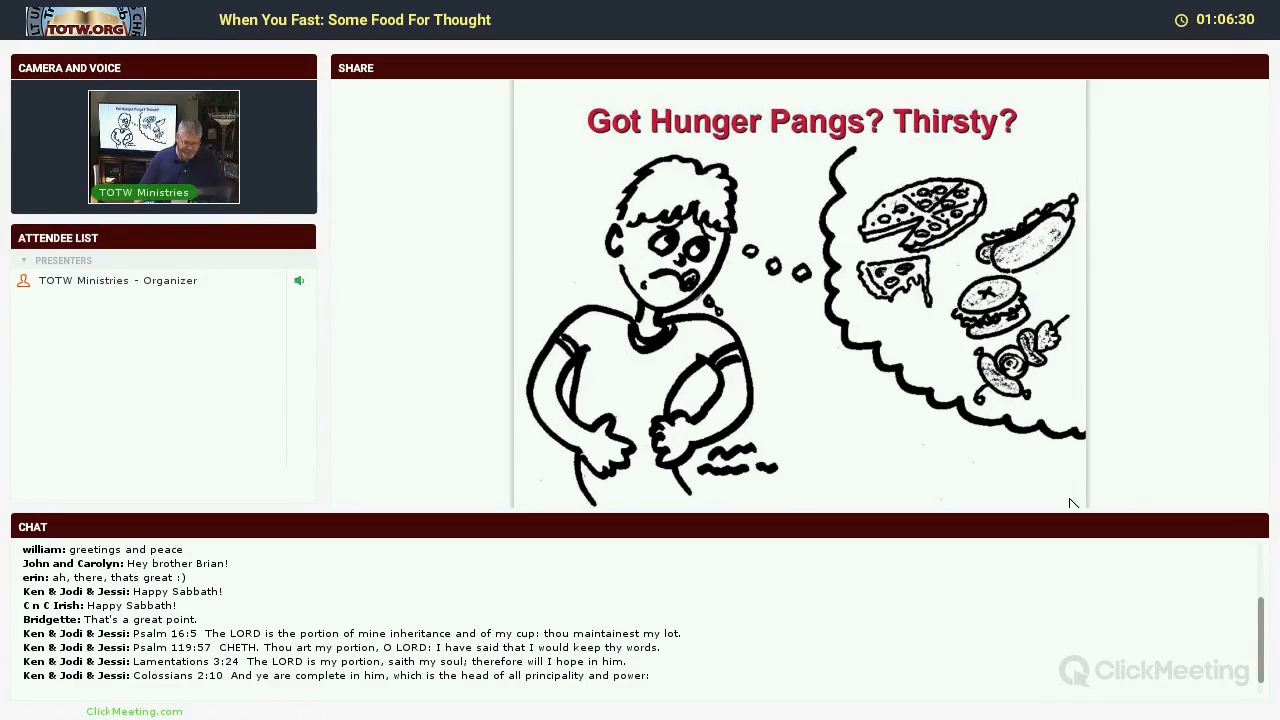 TOTW.ORG
When You Fast: Some Food For Thought
01:06:30
CAMERA AND VOICE
SHARE
Got Hunger Pangs? Thirsty?
TOTW Ministries
Got Hunger Pangs? Thirsty?
ATTENDEE LIST
PRESENTERS
TOTW Ministries - Organizer
CHAT
william: greetings and peace
John and Carolyn: Hey brother Brian!
erin: ah, there, thats great :)
Ken & Jodi & Jessi: Happy Sabbath!
C n C Irish: Happy Sabbath!
Bridgette: That's a great point.
Ken & Jodi & Jessi: Psalm 16:5 The LORD is the portion of mine inheritance and of my cup: thou maintainest my lot.
Ken & Jodi & Jessi: Psalm 119:57 CHETH. Thou art my portion, O LORD: I have said that I would keep thy words.
Ken & Jodi & Jessi: Lamentations 3:24 The LORD is my portion, saith my soul; therefore will I hope in him.
Ken & Jodi & Jessi: Colossians 2:10 And ye are complete in him, which is the head of all principality and power:
ClickMeeting
ClickMeeting.com